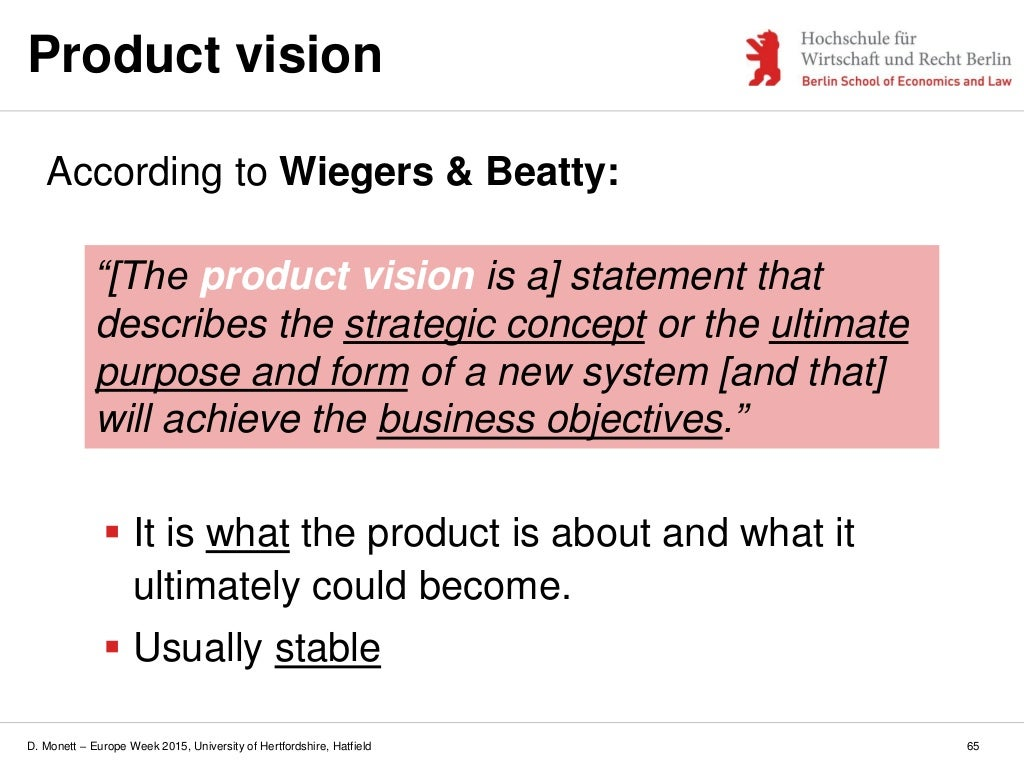 Product vision
Hochschule für
Wirtschaft und Recht Berlin
Berlin School of Economics and Law
According to Wiegers & Beatty:
“[The product vision is a] statement that
describes the strategic concept or the ultimate
purpose and form of a new system [and that]
will achieve the business objectives.”
▪ It is what the product is about and what it
ultimately could become.
▪ Usually stable
D. Monett – Europe Week 2015, University of Hertfordshire, Hatfield
65